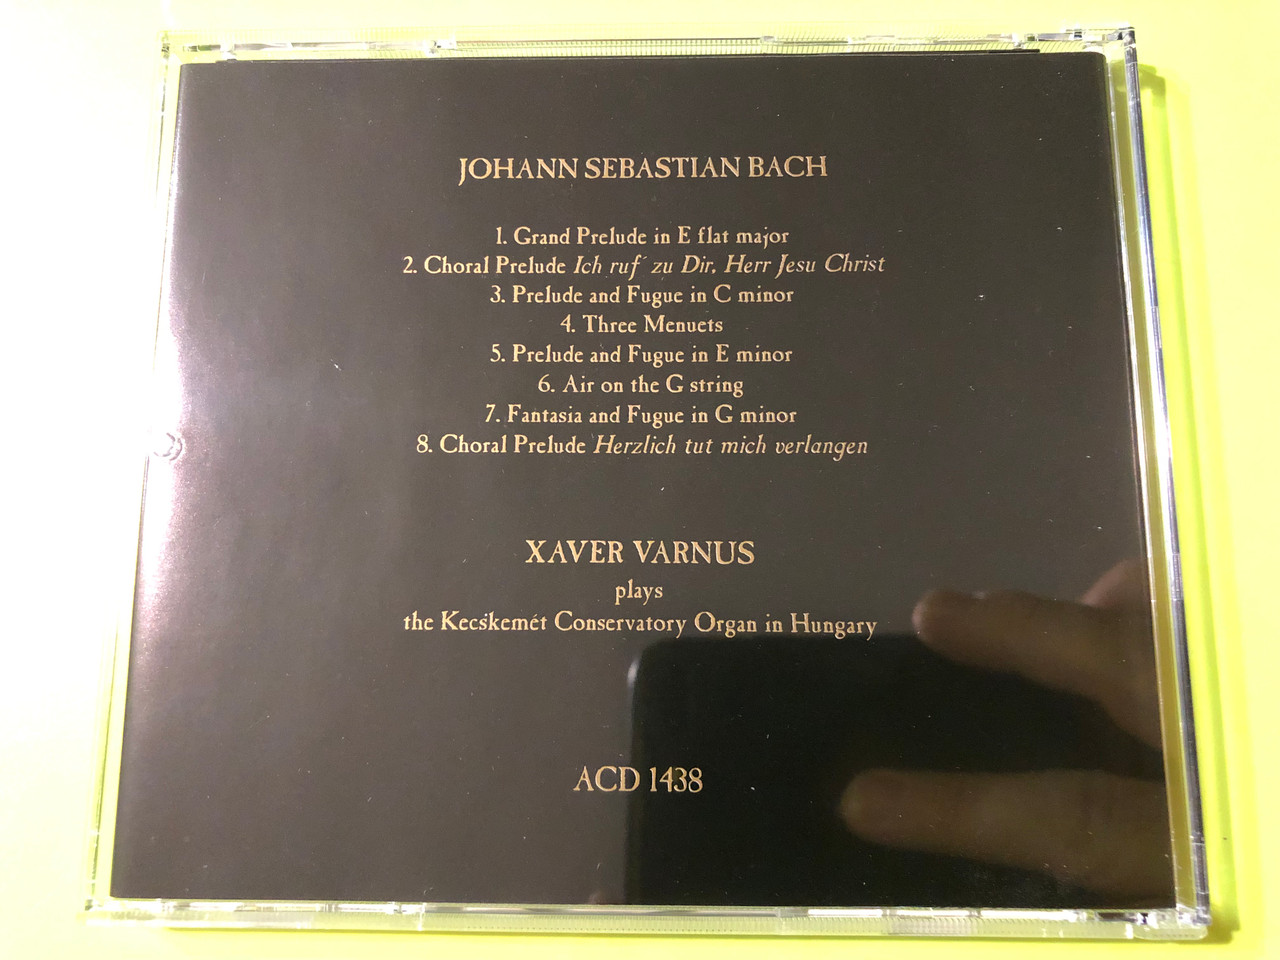 JOHANN SEBASTIAN BACH
1. Grand Prelude in E flat major
2. Choral Prelude Ich ruf´ zu Dir, Herr Jesu Christ
3. Prelude and Fugue in C minor
4. Three Menuets
5. Prelude and Fugue in E minor
6. Air on the G string
7. Fantasia and Fugue in G minor
8. Choral Prelude Herzlich tut mich verlangen
XAVER VARNUS
plays
the Kecskemét Conservatory Organ in Hungary
ACD 1438